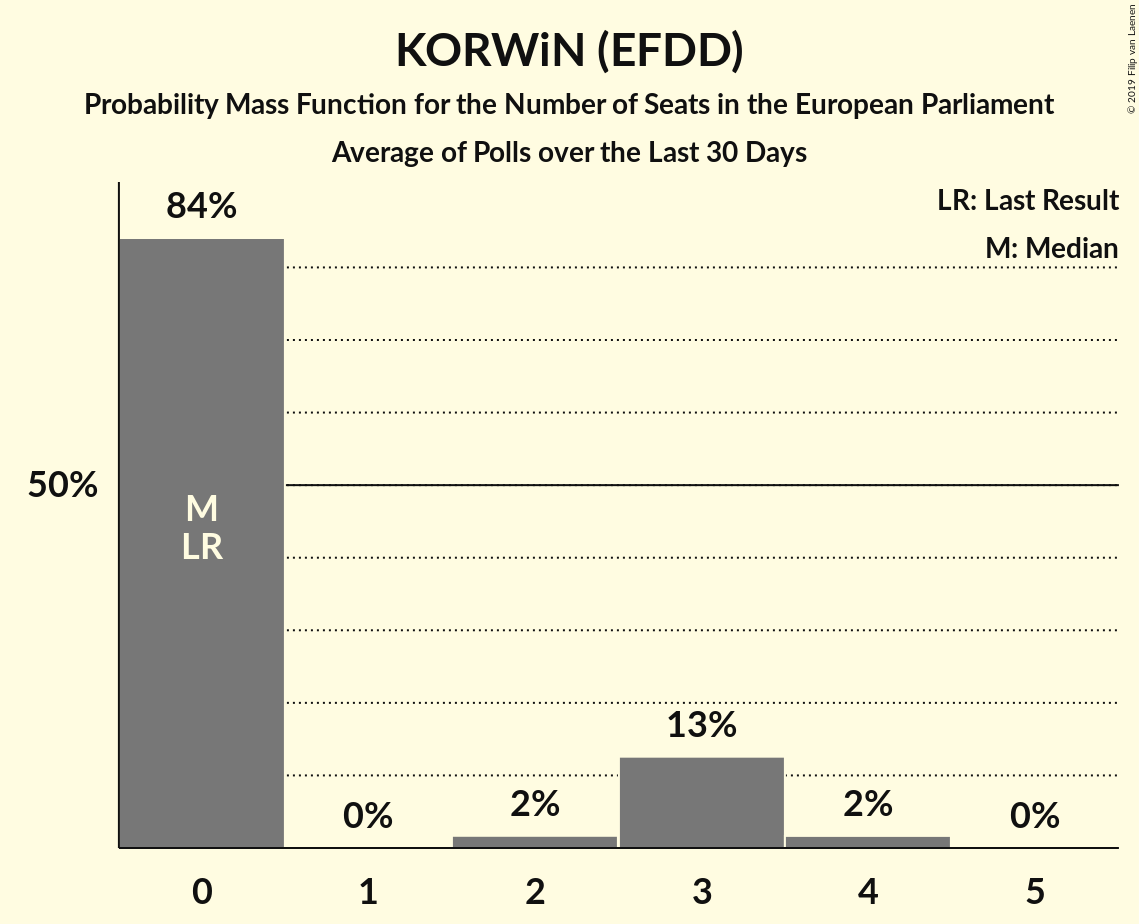 KORWiN (EFDD)
Probability Mass Function for the Number of Seats in the European Parliament
Average of Polls over the Last 30 Days
© 2019 Filip van Laenen
LR: Last Result
M: Median
84%
50%
M
LR
0%
2%
13%
2%
0%
0 1 2 3 4 5